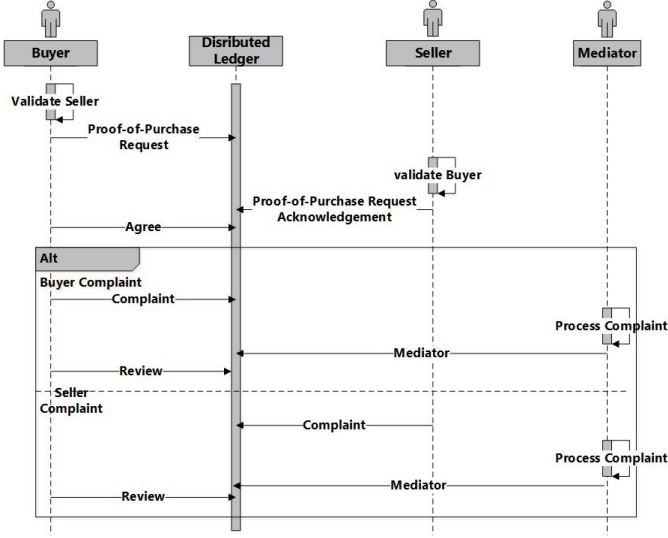 Buyer
Disributed
Ledger
Seller
Mediator
Validate Seller
Proof-of-Purchase
Request
validate Buyer
Proof-of-Purchase Request
Acknowledgement
Agree
Alt
Buyer Complaint
Complaint
Process Complaint
Mediator
Review
Seller
Complaint
Complaint
Process Complaint
Mediator
Review